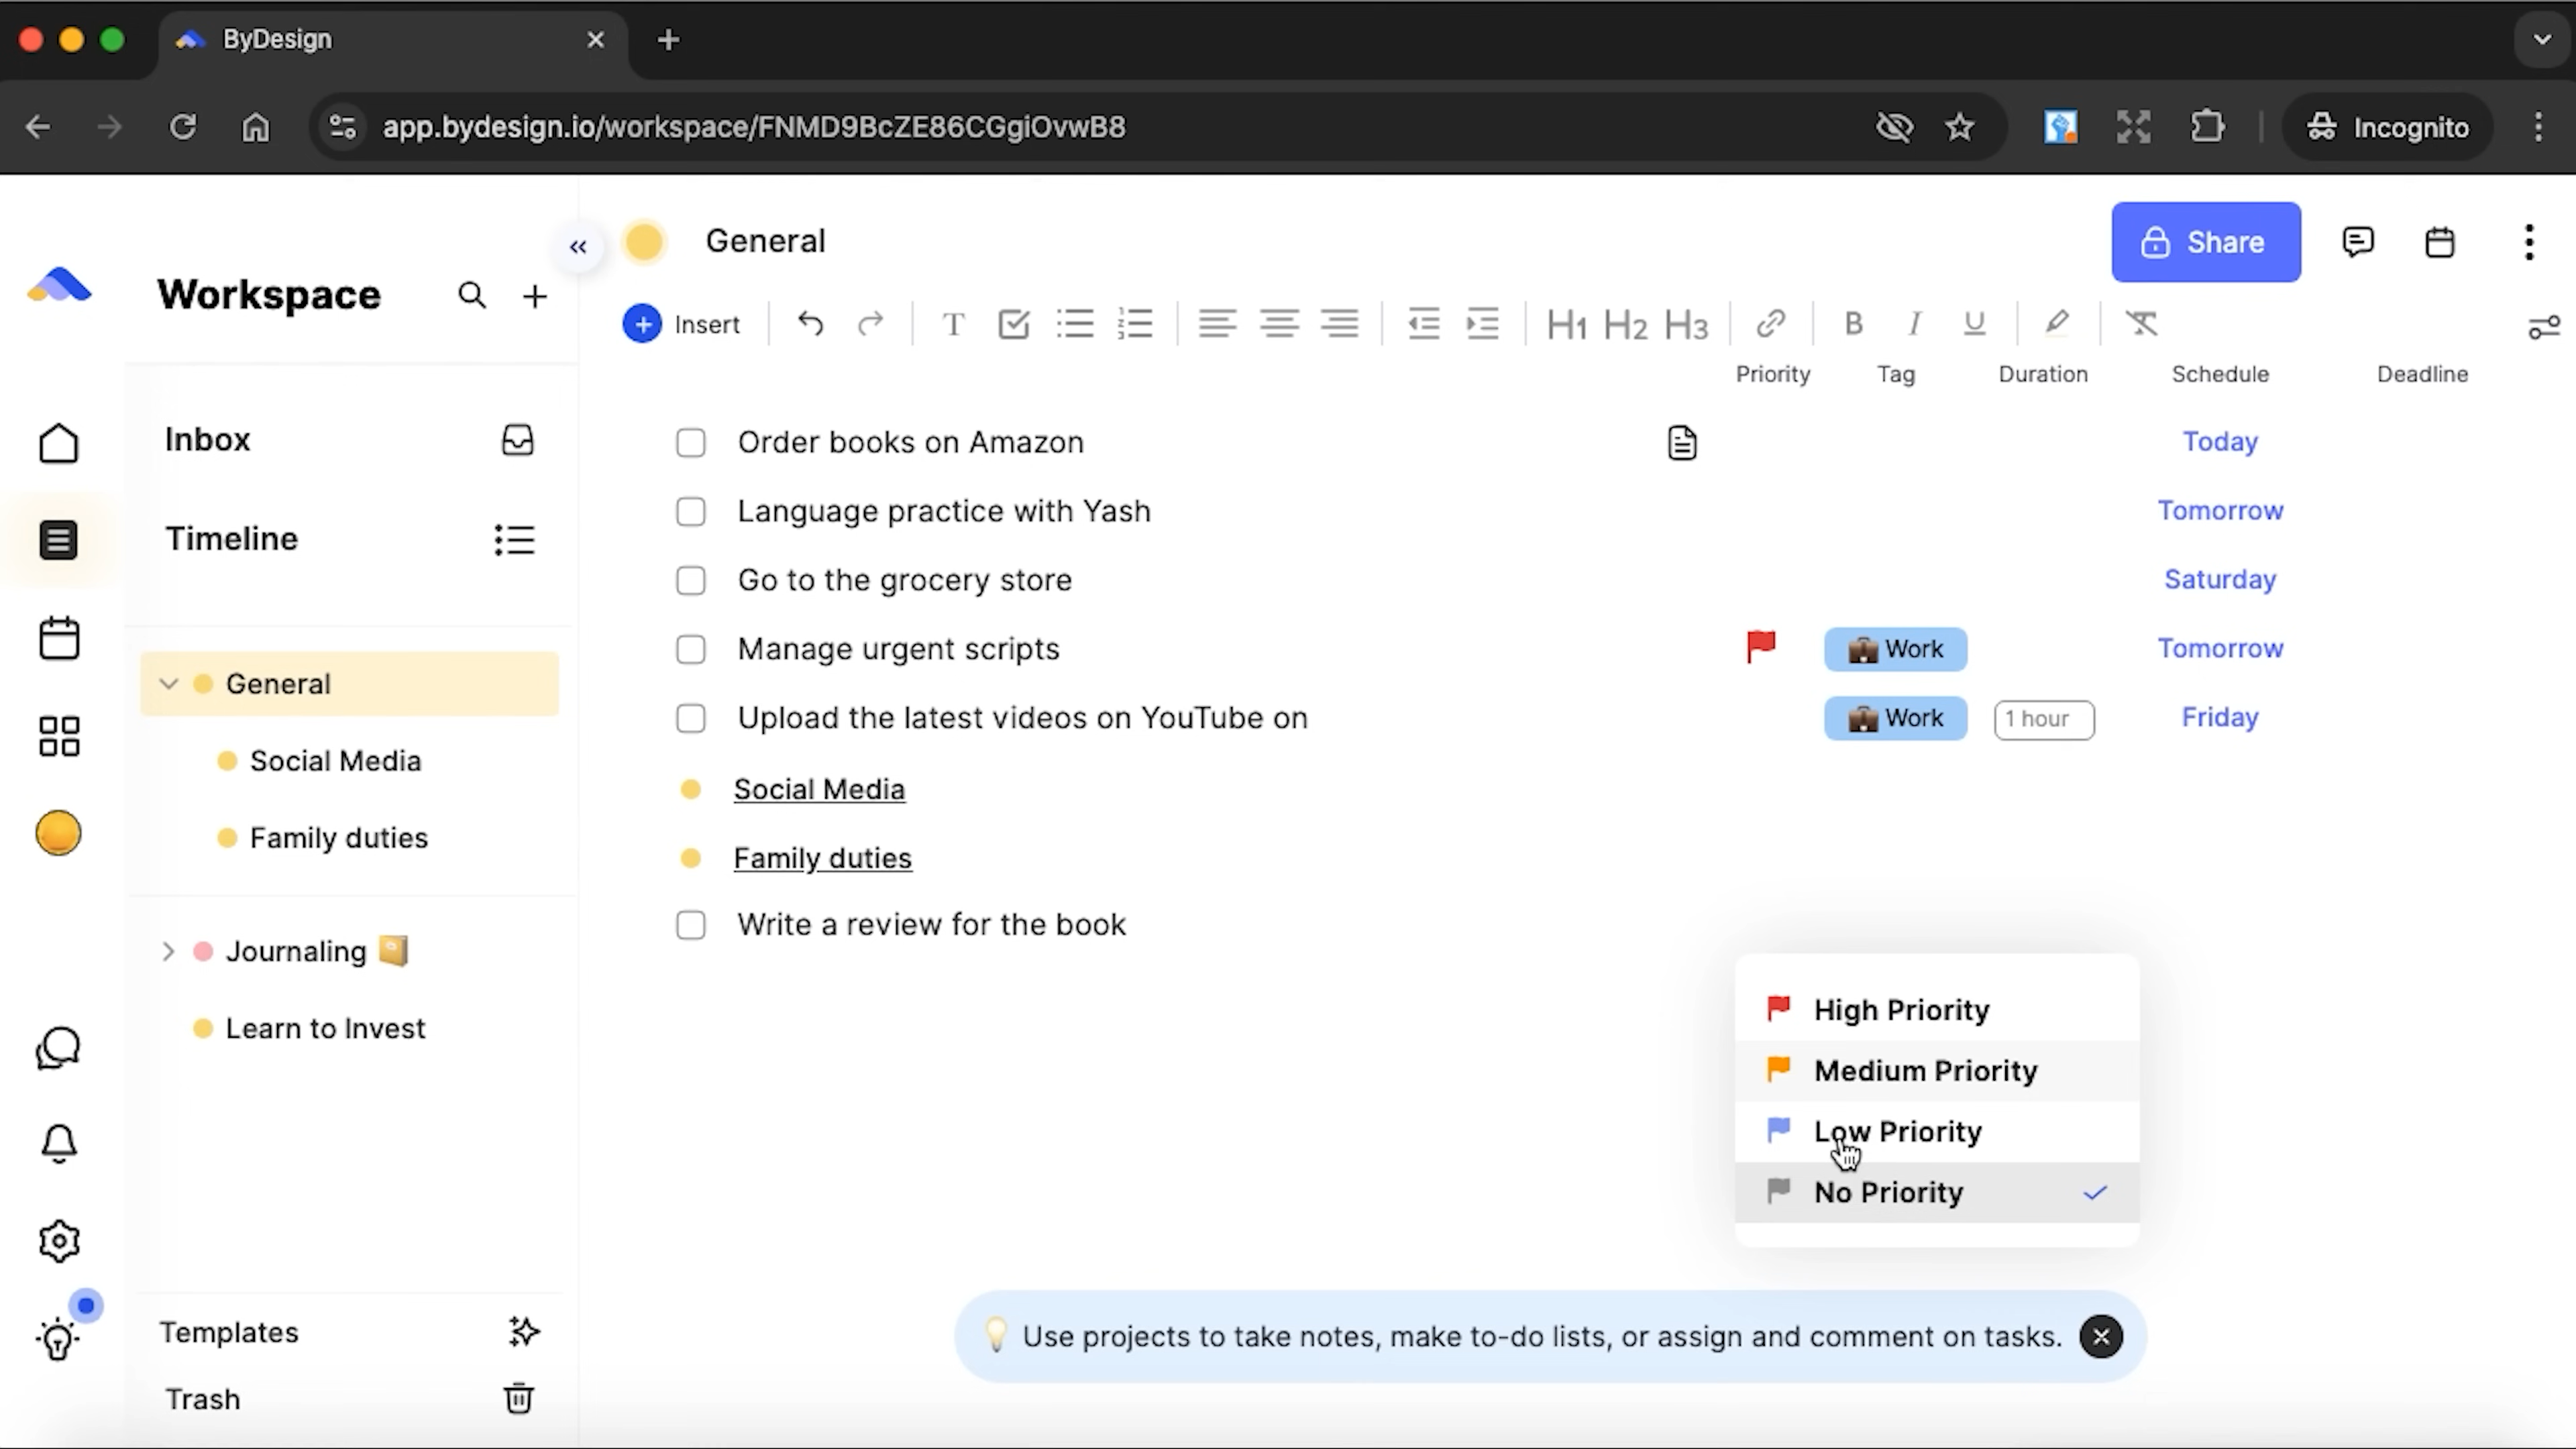 ByDesign
app.bydesign.io/workspace/FNMD9BcZE86CGgiOvwB8
Incognito
Workspace
Inbox
Timeline
General
Social Media
Family duties
Journaling
Learn to Invest
Templates
Trash
General
Share
Insert
T
H1 H2 H3
B I U
Priority Tag Duration Schedule Deadline
Order books on Amazon Today
Language practice with Yash Tomorrow
Go to the grocery store Saturday
Manage urgent scripts Work Tomorrow
Upload the latest videos on YouTube on Work 1 hour Friday
Social Media
Family duties
Write a review for the book
High Priority
Medium Priority
Low Priority
No Priority
Use projects to take notes, make to-do lists, or assign and comment on tasks.